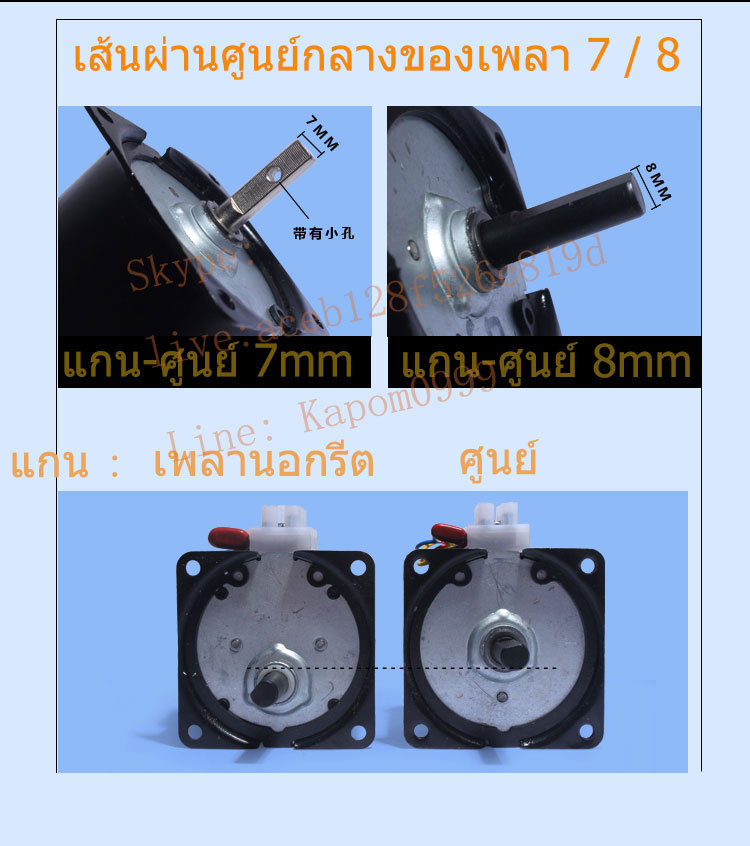 เส้นผ่านศูนย์กลางของเพลา 7 / 8
7MM
带有小孔
8MM
Skype:
live:aceb128f526c819d
แกน-ศูนย์ 7mm
แกน-ศูนย์ 8mm
Line: Kapom0999
แกน : เพลานอกรีต ศูนย์